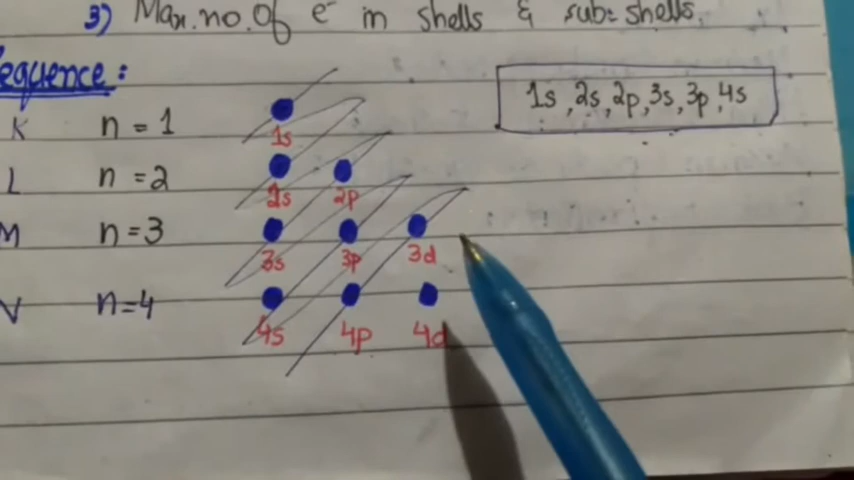 3) Max. no. Of e⁻ in shells & sub-shells
equence:
1s, 2s, 2p, 3s, 3p, 4s
K n = 1
1s
L n = 2
2s 2p
M n = 3
3s 3p 3d
N n=4
4s 4p 4d